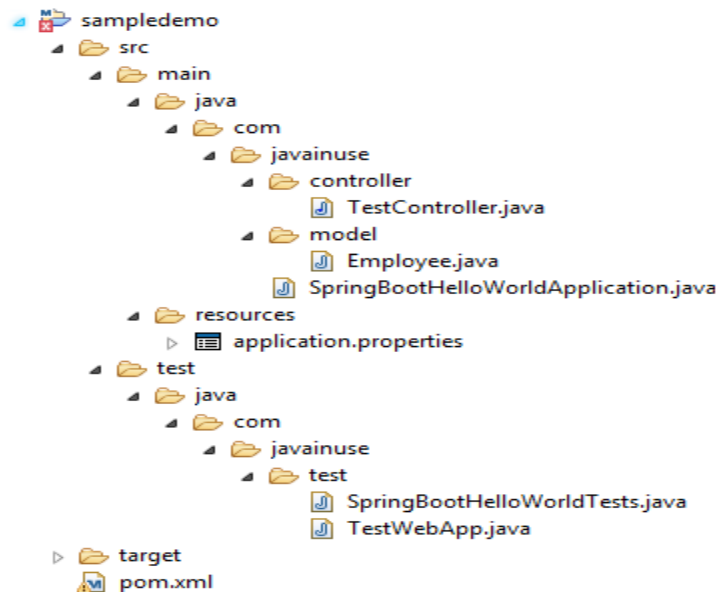 sampledemo
src
main
java
com
javainuse
controller
TestController.java
model
Employee.java
SpringBootHelloWorldApplication.java
resources
application.properties
test
java
com
javainuse
test
SpringBootHelloWorldTests.java
TestWebApp.java
target
pom.xml